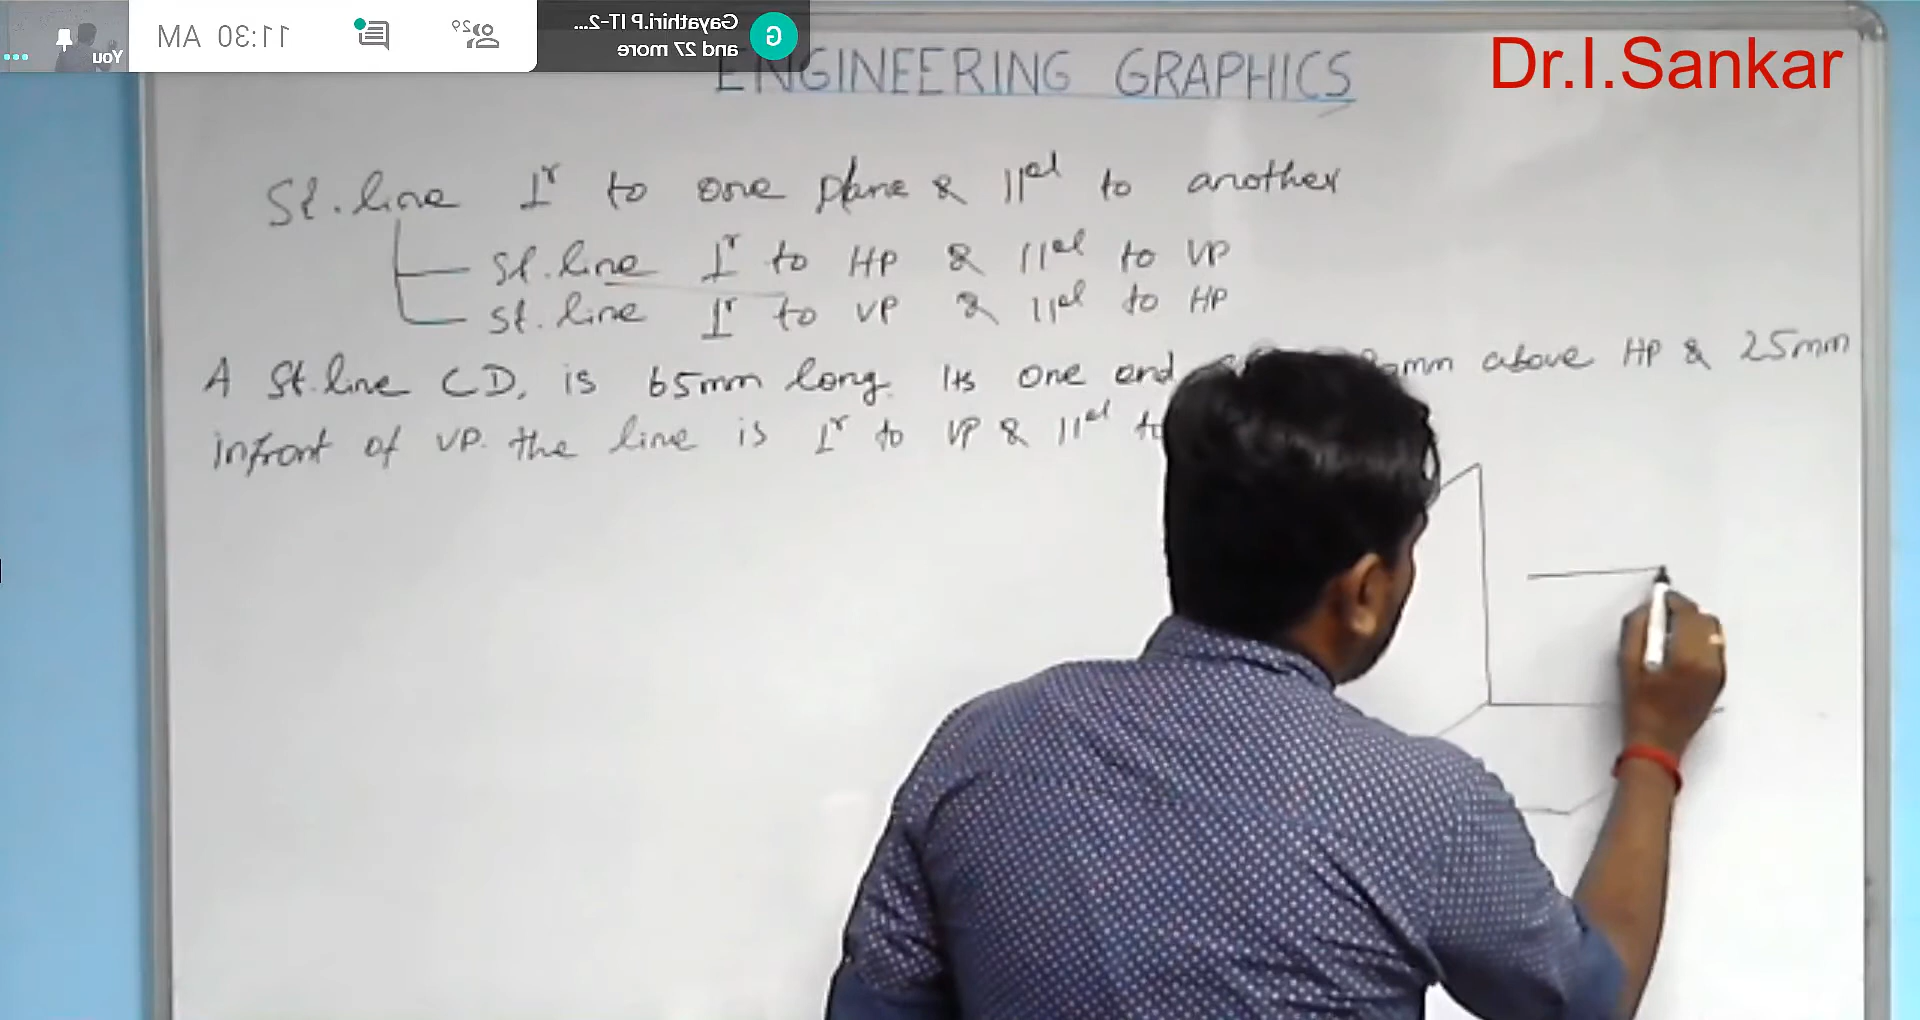 You
11:30 AM
29
Gayathiri.P IT-2...
and 27 more
G
Dr.I.Sankar
ENGINEERING GRAPHICS
St. line ⊥r to one plane & ||el to another
St. line ⊥r to HP & ||el to VP
St. line ⊥r to VP & ||el to HP
A St. line CD, is 65mm long. Its one end mm above HP & 25mm
infront of VP. the line is ⊥r to VP & ||el to